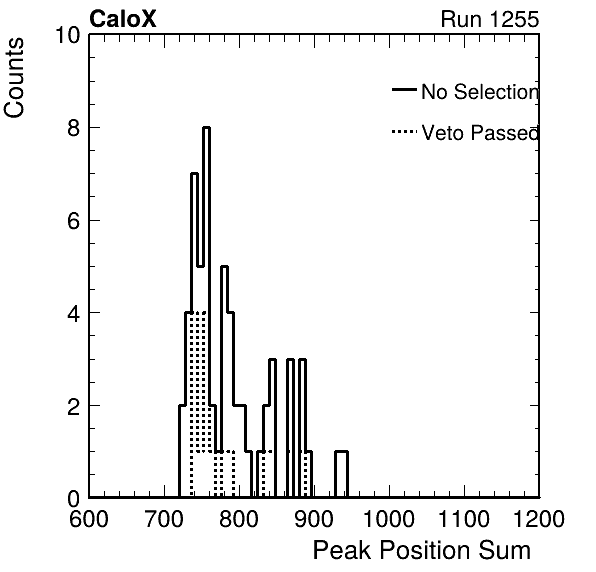 CaloX Run 1255
Counts
10
8
6
4
2
0
No Selection
Veto Passed
600 700 800 900 1000 1100 1200
Peak Position Sum